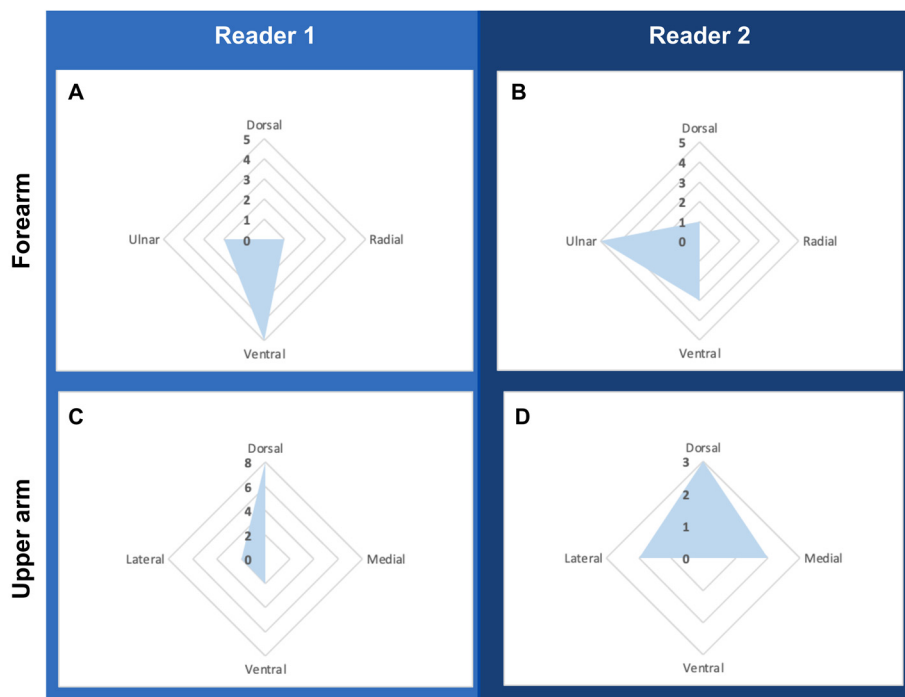 Reader 1
Reader 2
Forearm
A
Dorsal
5
4
3
2
1
0
Ulnar
Radial
Ventral
B
Dorsal
5
4
3
2
1
0
Ulnar
Radial
Ventral
Upper arm
C
Dorsal
8
6
4
2
0
Lateral
Medial
Ventral
D
Dorsal
3
2
1
0
Lateral
Medial
Ventral